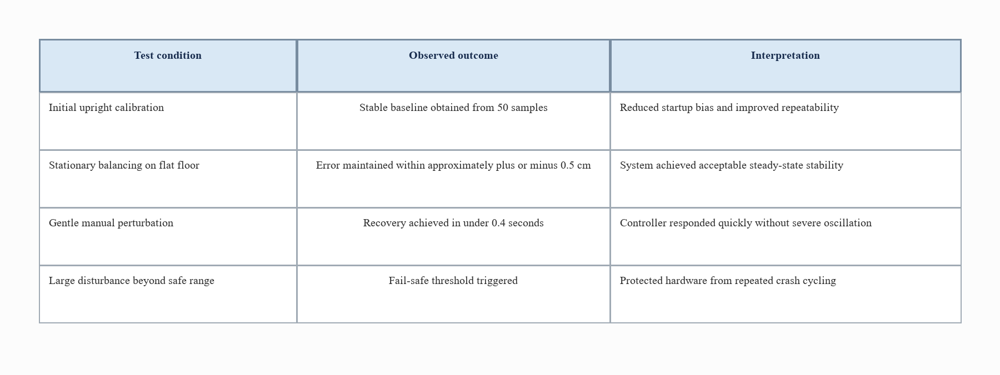 Test condition Observed outcome Interpretation
Initial upright calibration Stable baseline obtained from 50 samples Reduced startup bias and improved repeatability
Stationary balancing on flat floor Error maintained within approximately plus or minus 0.5 cm System achieved acceptable steady-state stability
Gentle manual perturbation Recovery achieved in under 0.4 seconds Controller responded quickly without severe oscillation
Large disturbance beyond safe range Fail-safe threshold triggered Protected hardware from repeated crash cycling